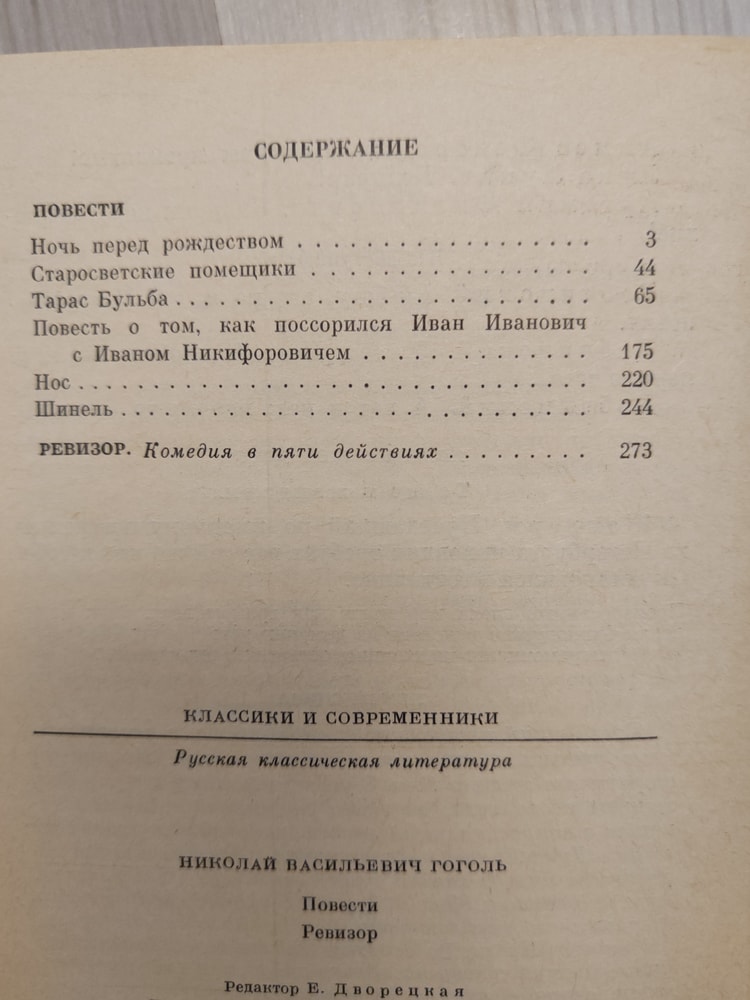 СОДЕРЖАНИЕ
ПОВЕСТИ
Ночь перед рождеством . . . . . . . . . . . . . . . . . . 3
Старосветские помещики . . . . . . . . . . . . . . . . . 44
Тарас Бульба . . . . . . . . . . . . . . . . . . . . . . . 65
Повесть о том, как поссорился Иван Иванович
с Иваном Никифоровичем . . . . . . . . . . . . . 175
Нос . . . . . . . . . . . . . . . . . . . . . . . . . . . . 220
Шинель . . . . . . . . . . . . . . . . . . . . . . . . . . 244
РЕВИЗОР. Комедия в пяти действиях . . . . . . . . . 273
КЛАССИКИ И СОВРЕМЕННИКИ
Русская классическая литература
НИКОЛАЙ ВАСИЛЬЕВИЧ ГОГОЛЬ
Повести
Ревизор
Редактор Е. Дворецкая